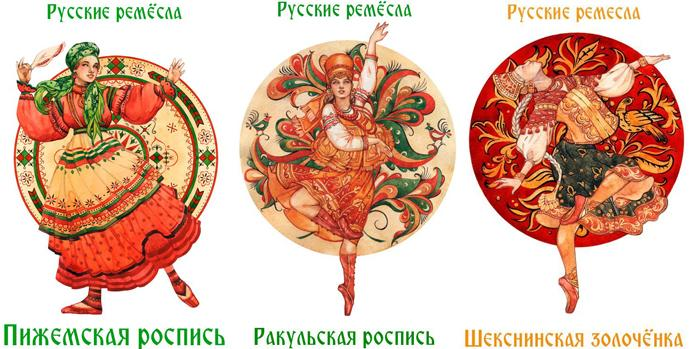 Русские ремёсла
Русские ремёсла
Русские ремесла
Пижемская роспись
Ракульская роспись
Шекснинская золочёнка